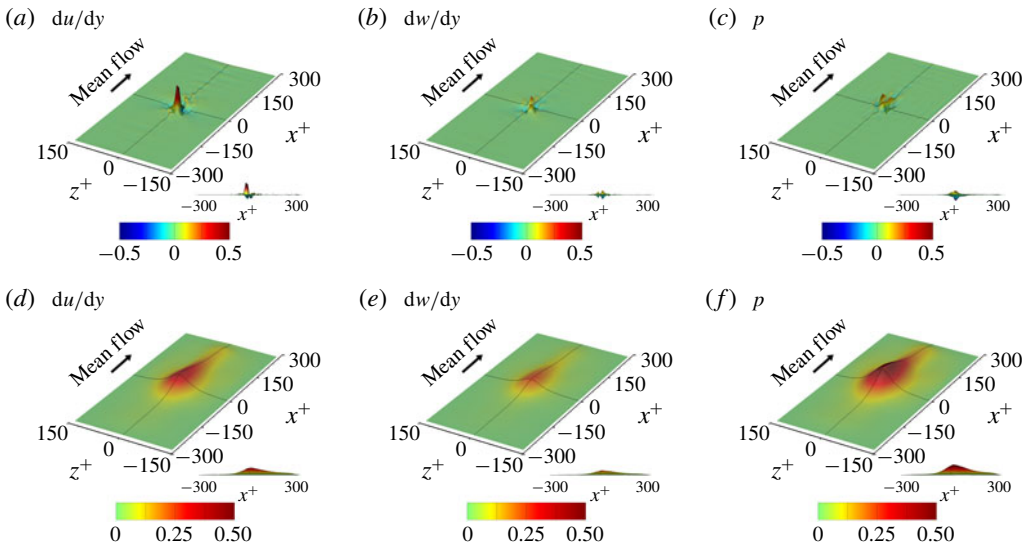 (a) du/dy
Mean flow
300
150
0
x+
−150
−300
150
0
z+
−150
−300
x+
300
−0.5 0 0.5
(b) dw/dy
Mean flow
300
150
0
x+
−150
−300
150
0
z+
−150
−300
x+
300
−0.5 0 0.5
(c) p
Mean flow
300
150
0
x+
−150
−300
150
0
z+
−150
−300
x+
300
−0.5 0 0.5
(d) du/dy
Mean flow
300
150
0
x+
−150
−300
150
0
z+
−150
−300
x+
300
0 0.25 0.50
(e) dw/dy
Mean flow
300
150
0
x+
−150
−300
150
0
z+
−150
−300
x+
300
0 0.25 0.50
(f) p
Mean flow
300
150
0
x+
−150
−300
150
0
z+
−150
−300
x+
300
0 0.25 0.50